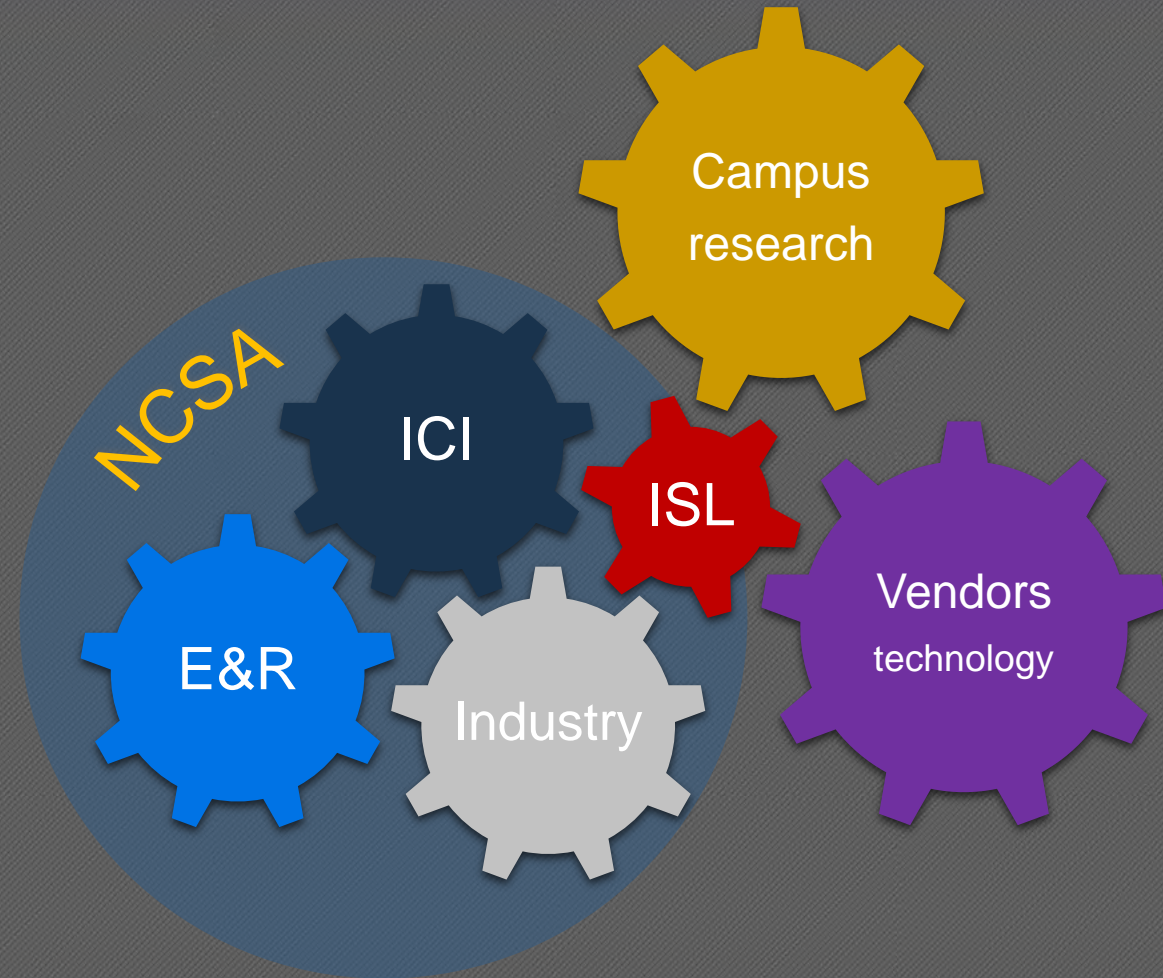 Campus
research
NCSA
ICI
ISL
Vendors
technology
E&R
Industry